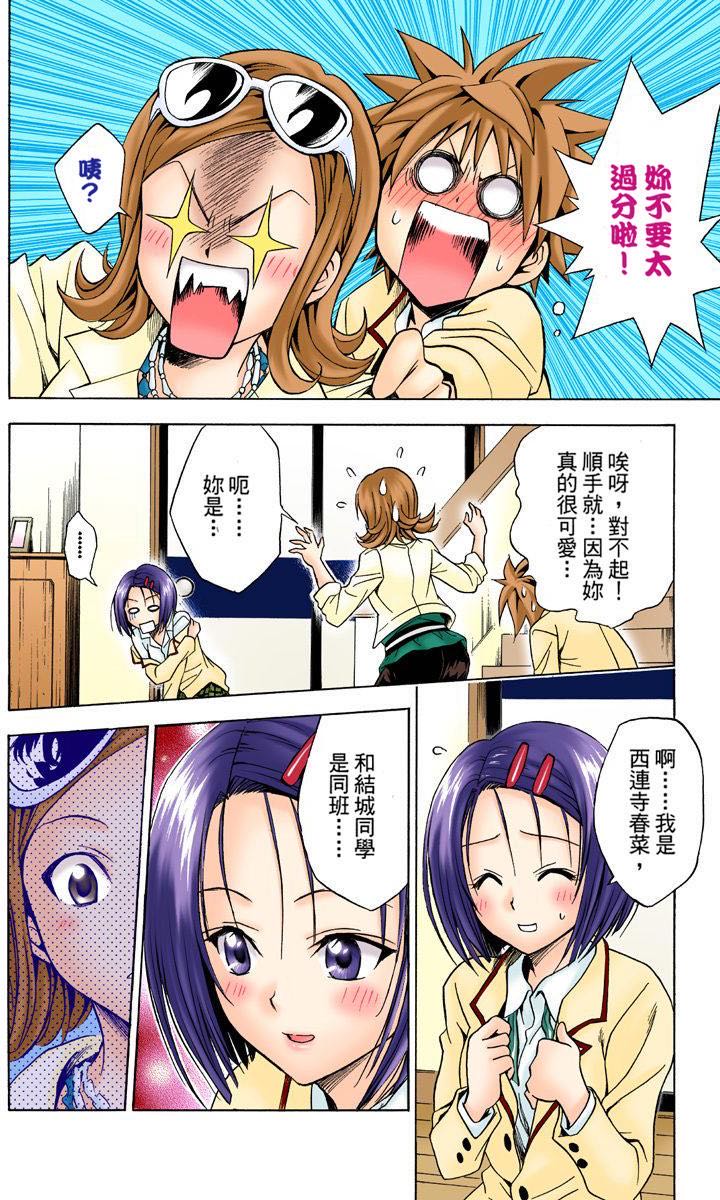 妳不要太
過分啦！
咦？
唉呀，對不起！
順手就…因為妳
真的很可愛…
呃……
妳是…
……
啊……我是
西連寺春菜，
和結城同學
是同班……